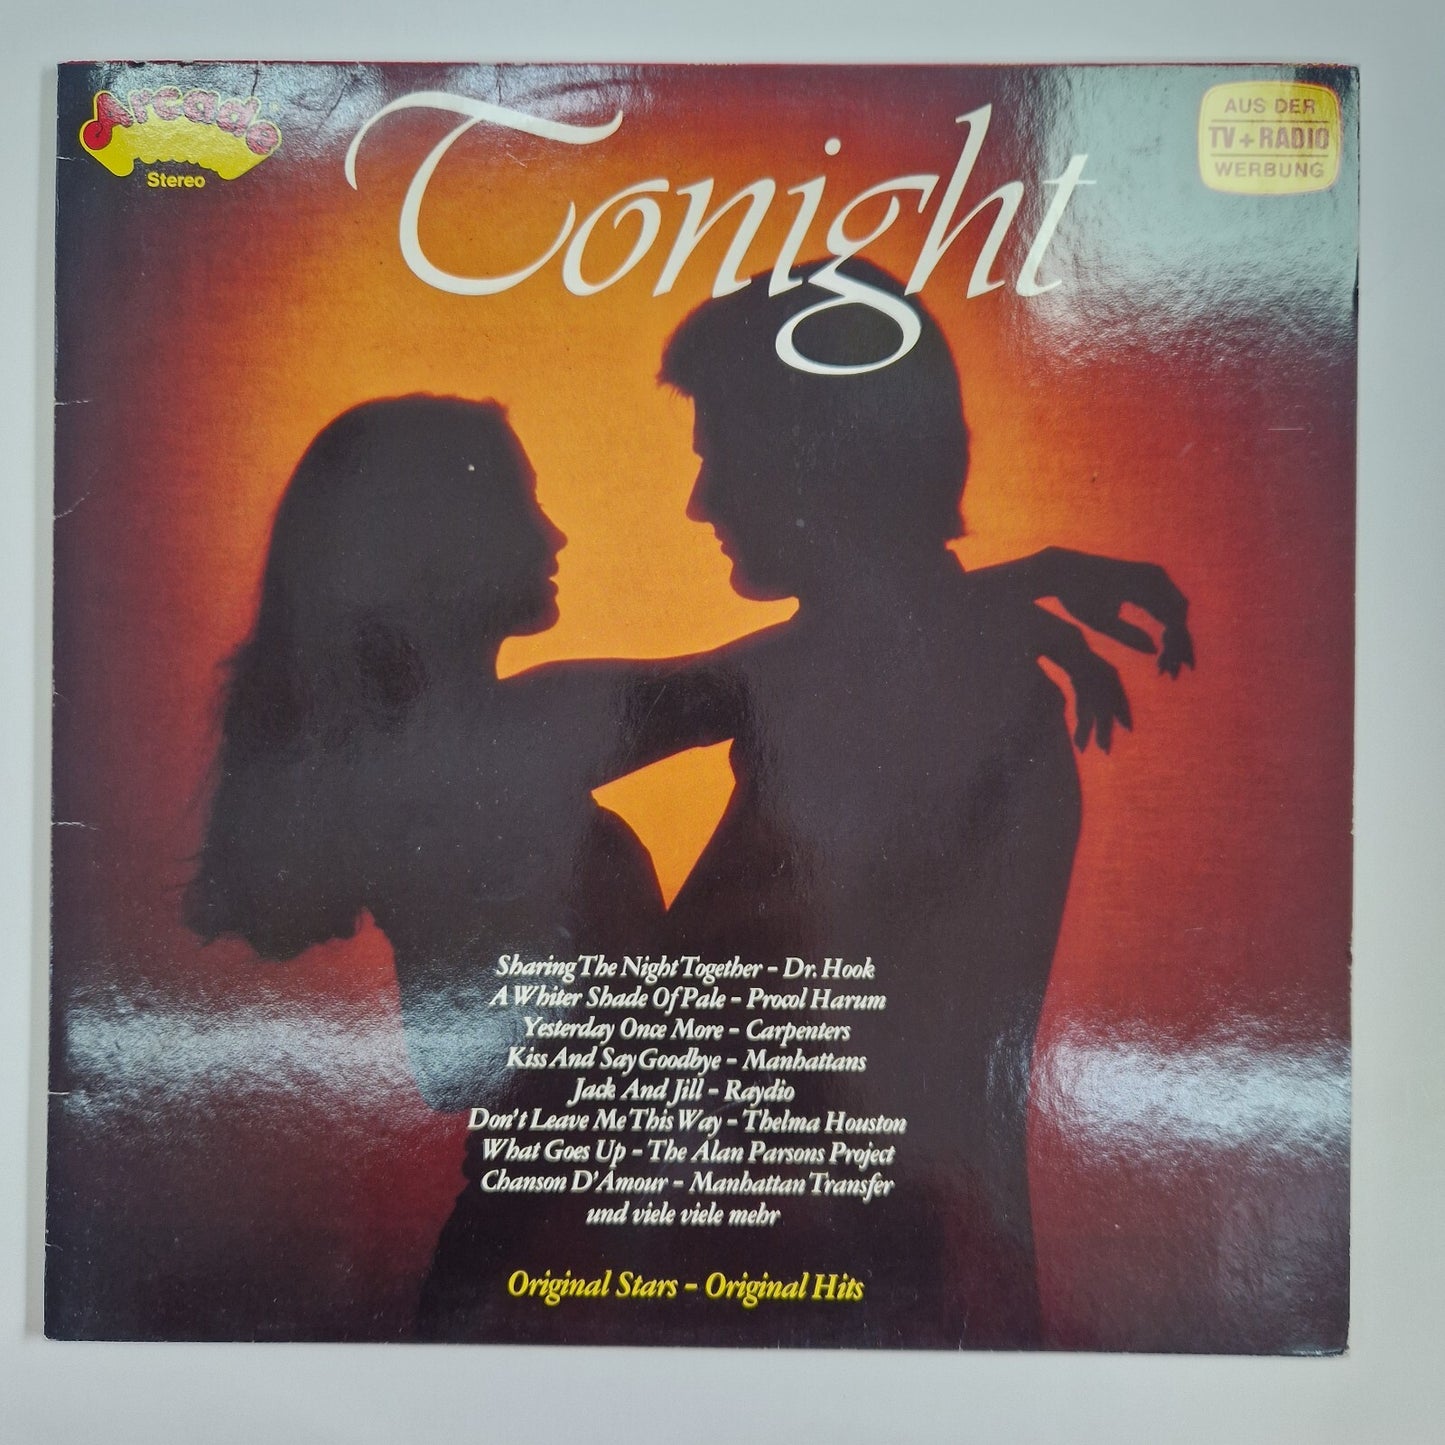 Arcade
Stereo
Tonight
AUS DER
TV + RADIO
WERBUNG
Sharing The Night Together - Dr. Hook
A Whiter Shade Of Pale - Procol Harum
Yesterday Once More - Carpenters
Kiss And Say Goodbye - Manhattans
Jack And Jill - Raydio
Don't Leave Me This Way - Thelma Houston
What Goes Up - The Alan Parsons Project
Chanson D'Amour - Manhattan Transfer
und viele viele mehr
Original Stars - Original Hits